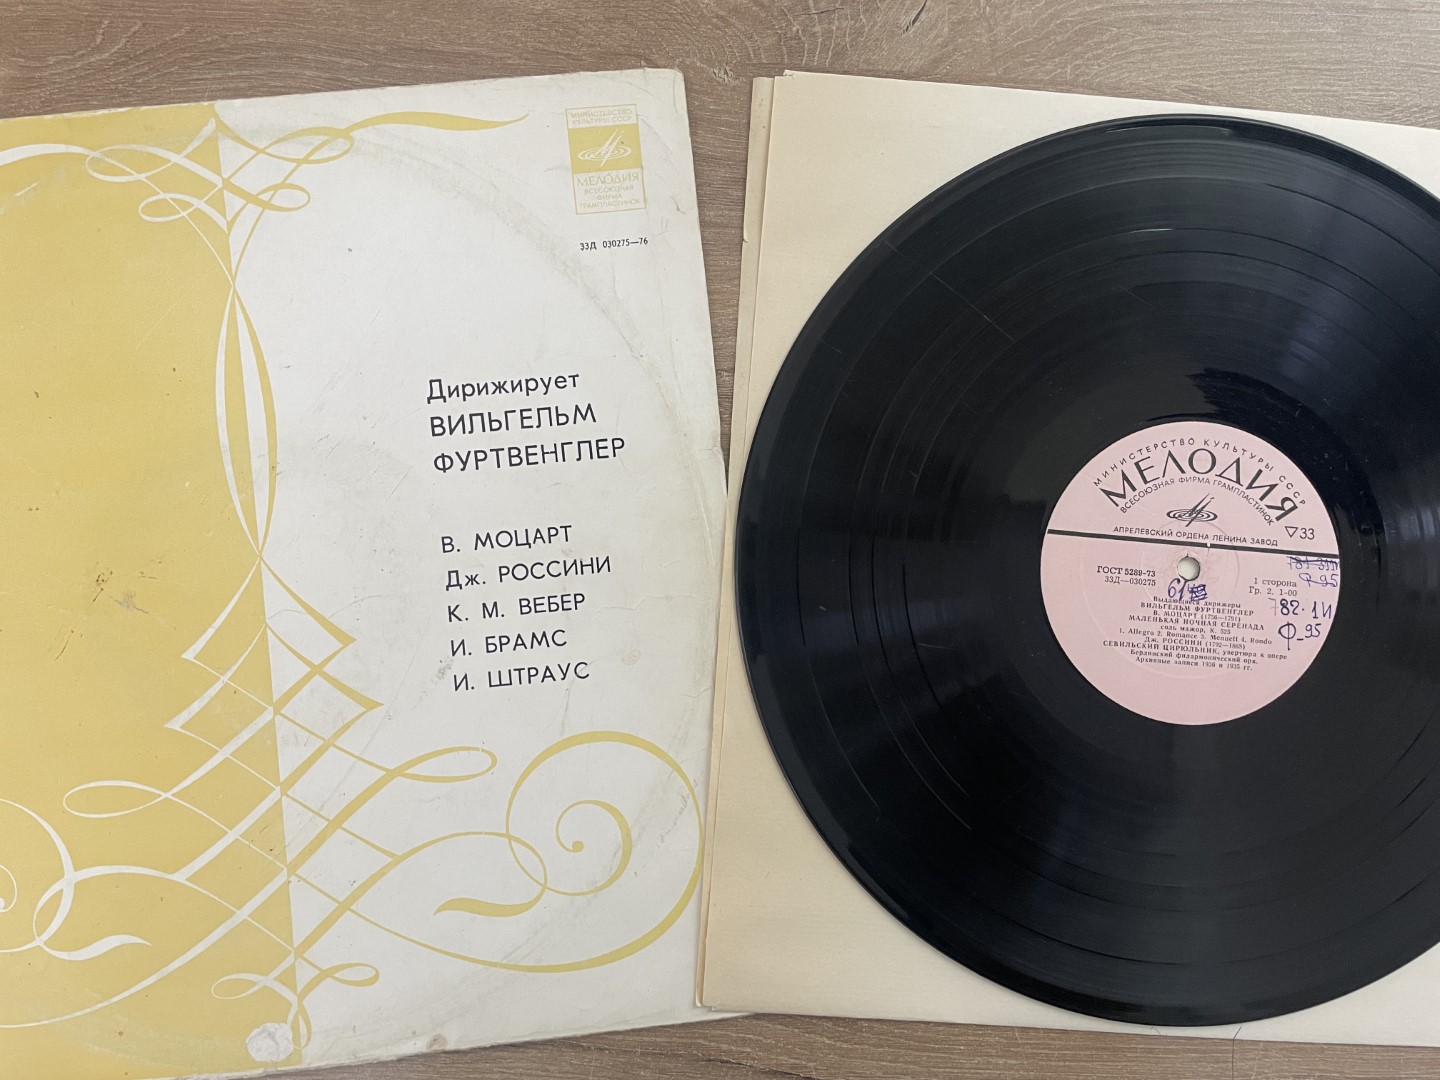 МИНИСТЕРСТВО
КУЛЬТУРЫ СССР
МЕЛОДИЯ
ВСЕСОЮЗНАЯ
ФИРМА
ГРАМПЛАСТИНОК
33Д 030275—76
Дирижирует
ВИЛЬГЕЛЬМ
ФУРТВЕНГЛЕР
В. МОЦАРТ
Дж. РОССИНИ
К. М. ВЕБЕР
И. БРАМС
И. ШТРАУС
МИНИСТЕРСТВО КУЛЬТУРЫ СССР
МЕЛОДИЯ
ВСЕСОЮЗНАЯ ФИРМА ГРАМПЛАСТИНОК
33
АПРЕЛЕВСКИЙ ОРДЕНА ЛЕНИНА ЗАВОД
ГОСТ 5289-73
33Д—030275
1 сторона
Гр. 2. 1-00
Ф-95
782.1И
Ф-95
Выдающиеся дирижеры
ВИЛЬГЕЛЬМ ФУРТВЕНГЛЕР
В. МОЦАРТ (1756—1791)
МАЛЕНЬКАЯ НОЧНАЯ СЕРЕНАДА
соль мажор, К. 525
1. Allegro 2. Romance 3. Menuett 4. Rondo
Дж. РОССИНИ (1792—1868)
СЕВИЛЬСКИЙ ЦИРЮЛЬНИК, увертюра к опере
Берлинский филармонический орк.
Архивные записи 1936 и 1935 гг.